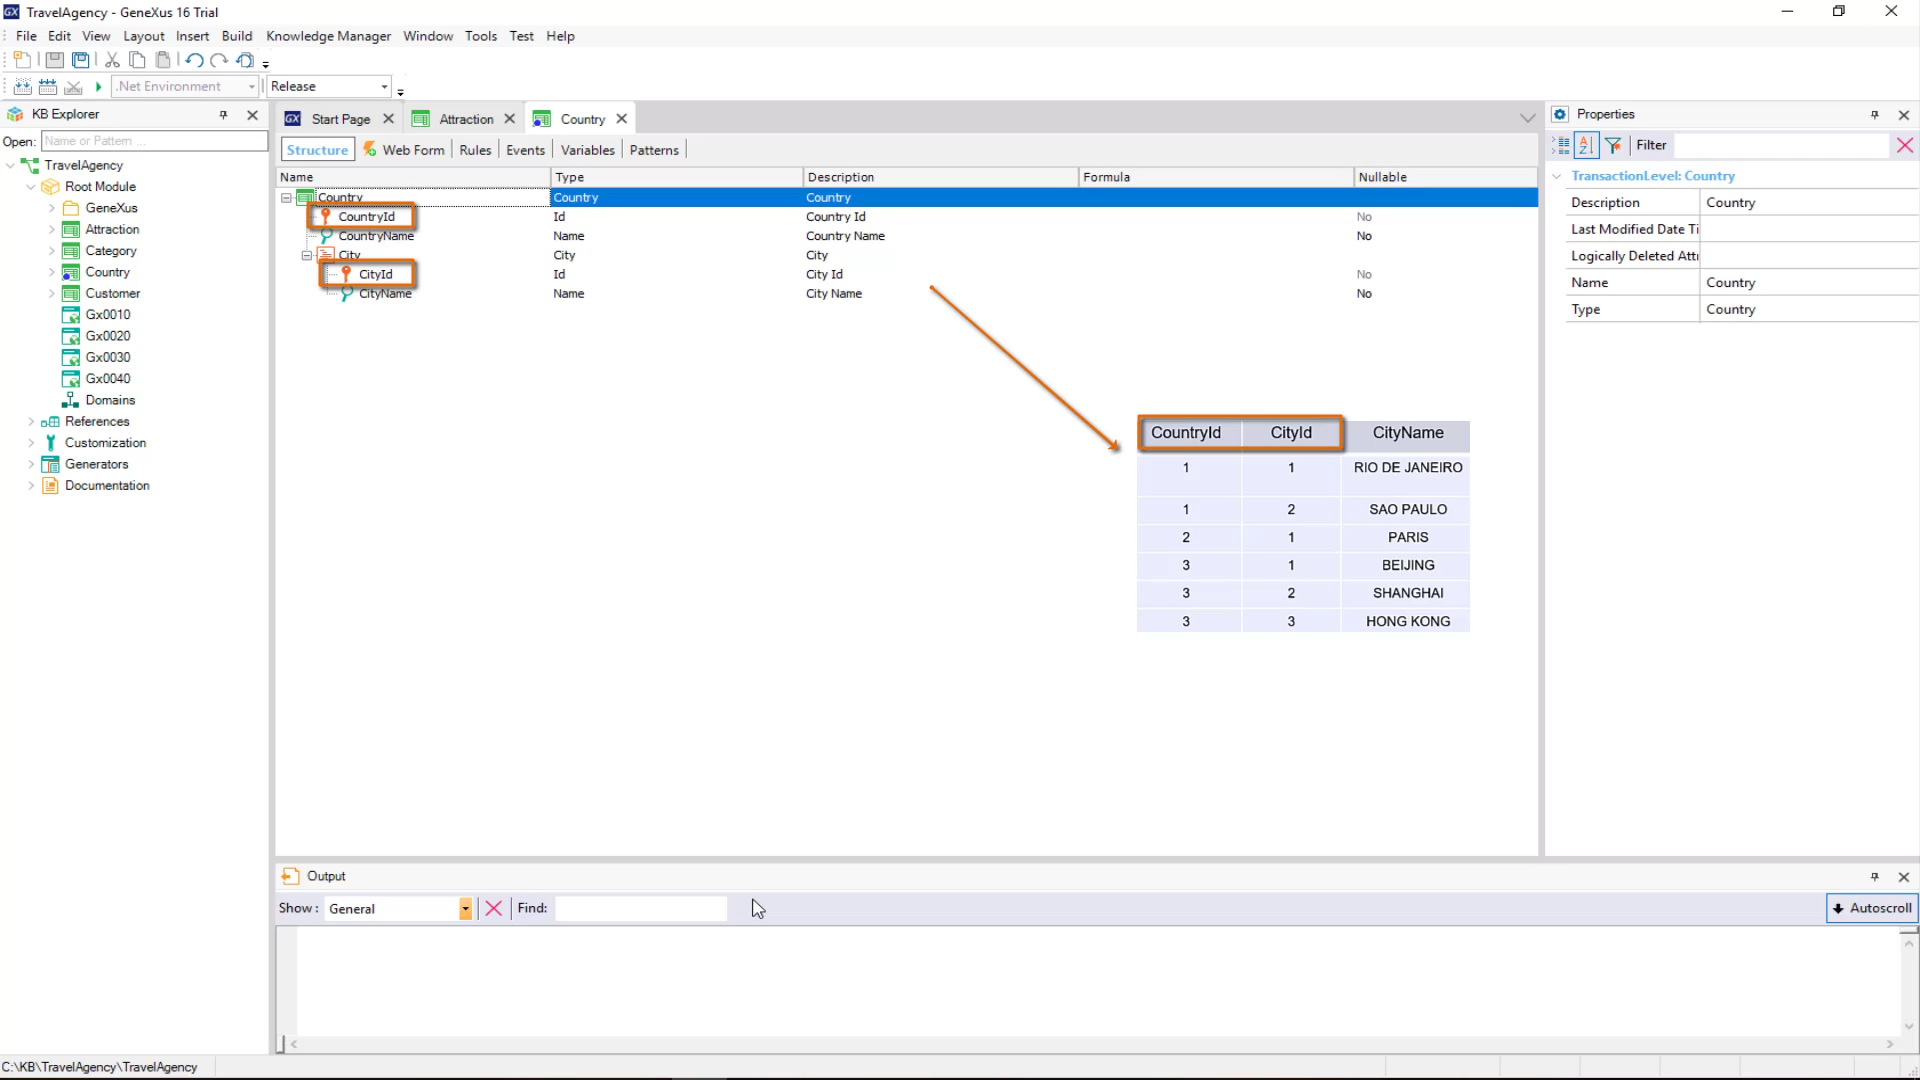 TravelAgency - GeneXus 16 Trial
File Edit View Layout Insert Build Knowledge Manager Window Tools Test Help
.Net Environment Release
KB Explorer
Open: Name or Pattern ...
TravelAgency
Root Module
GeneXus
Attraction
Category
Country
Customer
Gx0010
Gx0020
Gx0030
Gx0040
Domains
References
Customization
Generators
Documentation
Start Page Attraction Country
Structure Web Form Rules Events Variables Patterns
Name Type Description Formula Nullable
Country Country Country
CountryId Id Country Id No
CountryName Name Country Name No
City City City
CityId Id City Id No
CityName Name City Name No
CountryId CityId CityName
1 1 RIO DE JANEIRO
1 2 SAO PAULO
2 1 PARIS
3 1 BEIJING
3 2 SHANGHAI
3 3 HONG KONG
Properties
Filter
TransactionLevel: Country
Description Country
Last Modified Date Ti
Logically Deleted Attr
Name Country
Type Country
Output
Show : General Find: Autoscroll
C:\KB\TravelAgency\TravelAgency